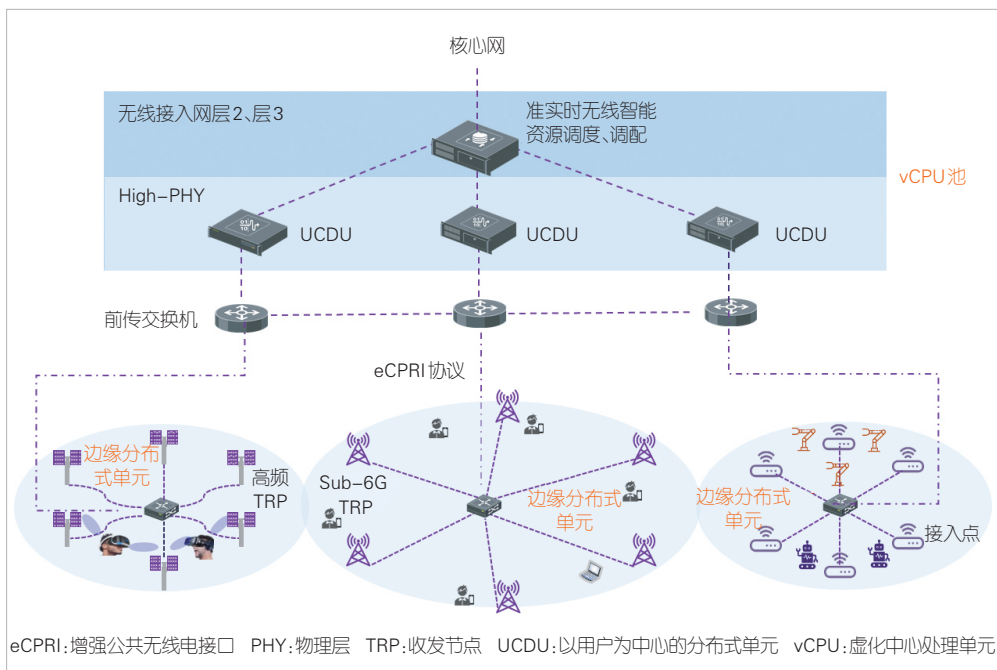 核心网
无线接入网层2、层3
准实时无线智能
资源调度、调配
vCPU池
High-PHY
UCDU
UCDU
UCDU
前传交换机
eCPRI协议
边缘分布
式单元
高频
TRP
Sub-6G
TRP
边缘分布式
单元
边缘分布式
单元
接入点
eCPRI:增强公共无线电接口 PHY:物理层 TRP:收发节点 UCDU:以用户为中心的分布式单元 vCPU:虚化中心处理单元